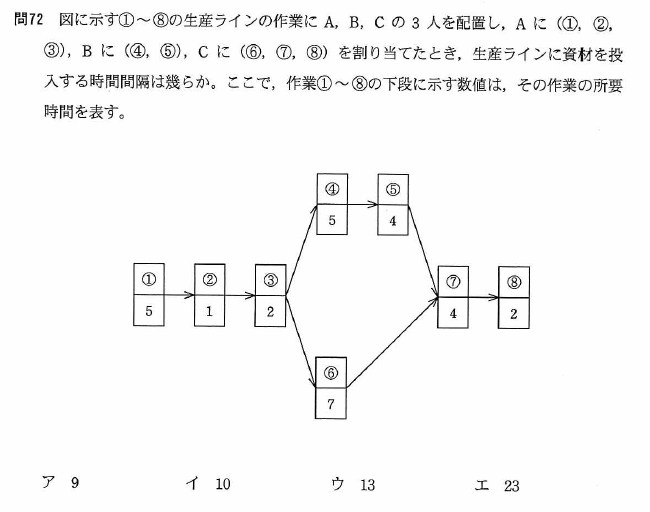 問72 図に示す①～⑧の生産ラインの作業に A，B，C の 3 人を配置し，A に（①，②，
③），B に（④，⑤），C に（⑥，⑦，⑧）を割り当てたとき，生産ラインに資材を投
入する時間間隔は幾らか。ここで，作業①～⑧の下段に示す数値は，その作業の所要
時間を表す。
④ ⑤
5 4
① ② ③ ⑦ ⑧
5 1 2 4 2
⑥
7
ア 9 イ 10 ウ 13 エ 23